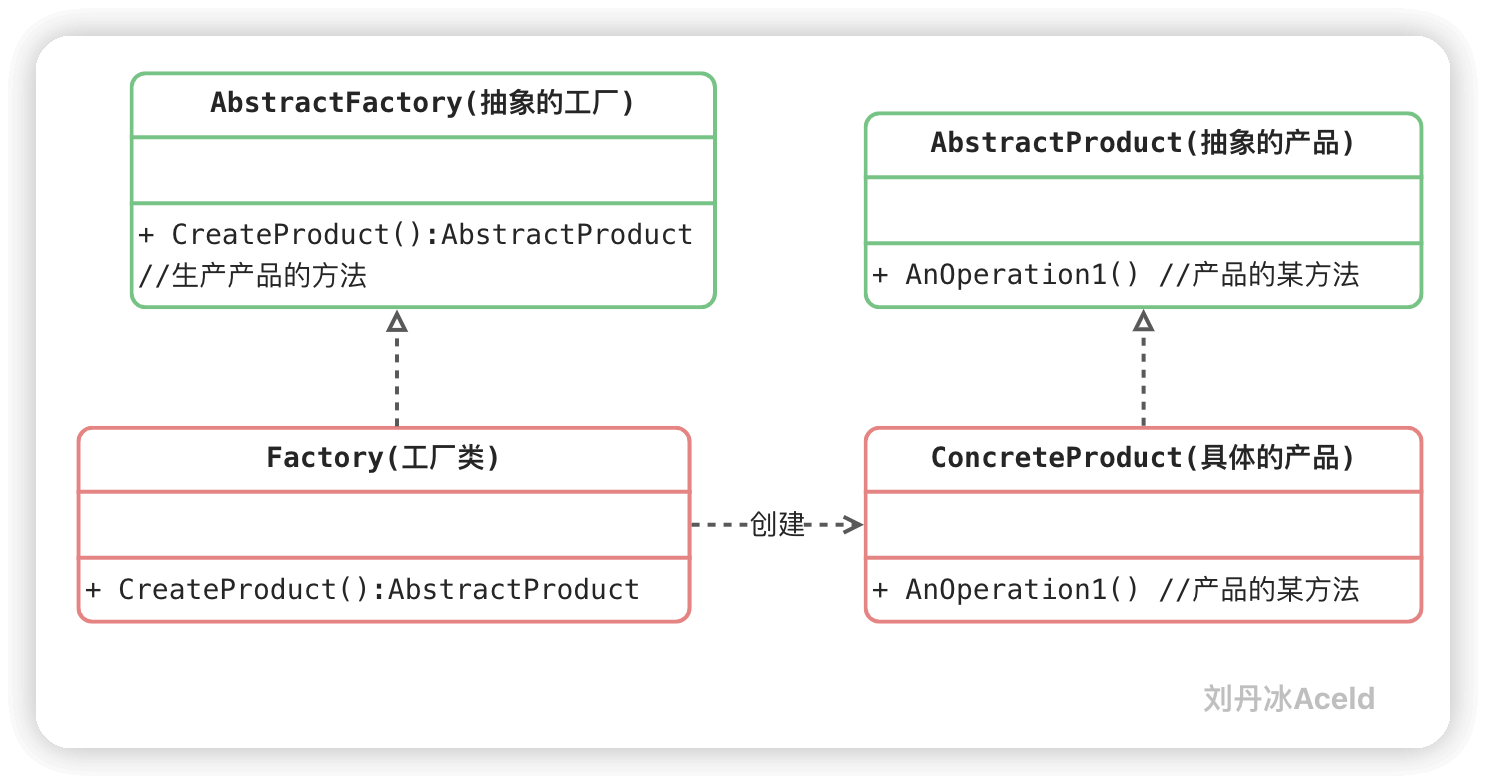 AbstractFactory(抽象的工厂)
+ CreateProduct():AbstractProduct
//生产产品的方法
AbstractProduct(抽象的产品)
+ AnOperation1() //产品的某方法
Factory(工厂类)
+ CreateProduct():AbstractProduct
创建
ConcreteProduct(具体的产品)
+ AnOperation1() //产品的某方法
刘丹冰Aceld